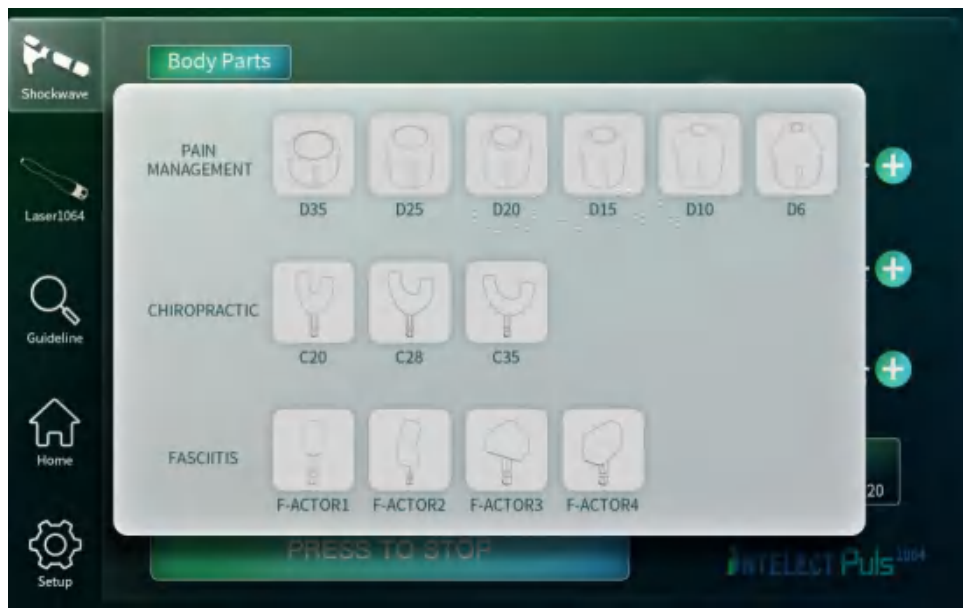 Body Parts
Shockwave
PAIN
MANAGEMENT
D35 D25 D20 D15 D10 D6
Laser1064
CHIROPRACTIC
Guideline
C20 C28 C35
Home
FASCIITIS
20
F-ACTOR1 F-ACTOR2 F-ACTOR3 F-ACTOR4
PRESS TO STOP
INTELECT Puls 1064
Setup